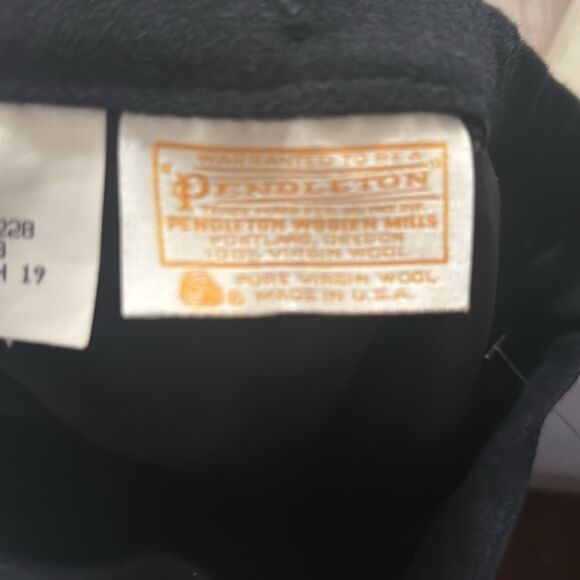 228
8
H 19
WARRANTED TO BE A
PENDLETON
PENDLETON WOOLEN MILLS
PORTLAND, OREGON
100% VIRGIN WOOL
PURE VIRGIN WOOL
MADE IN U.S.A.